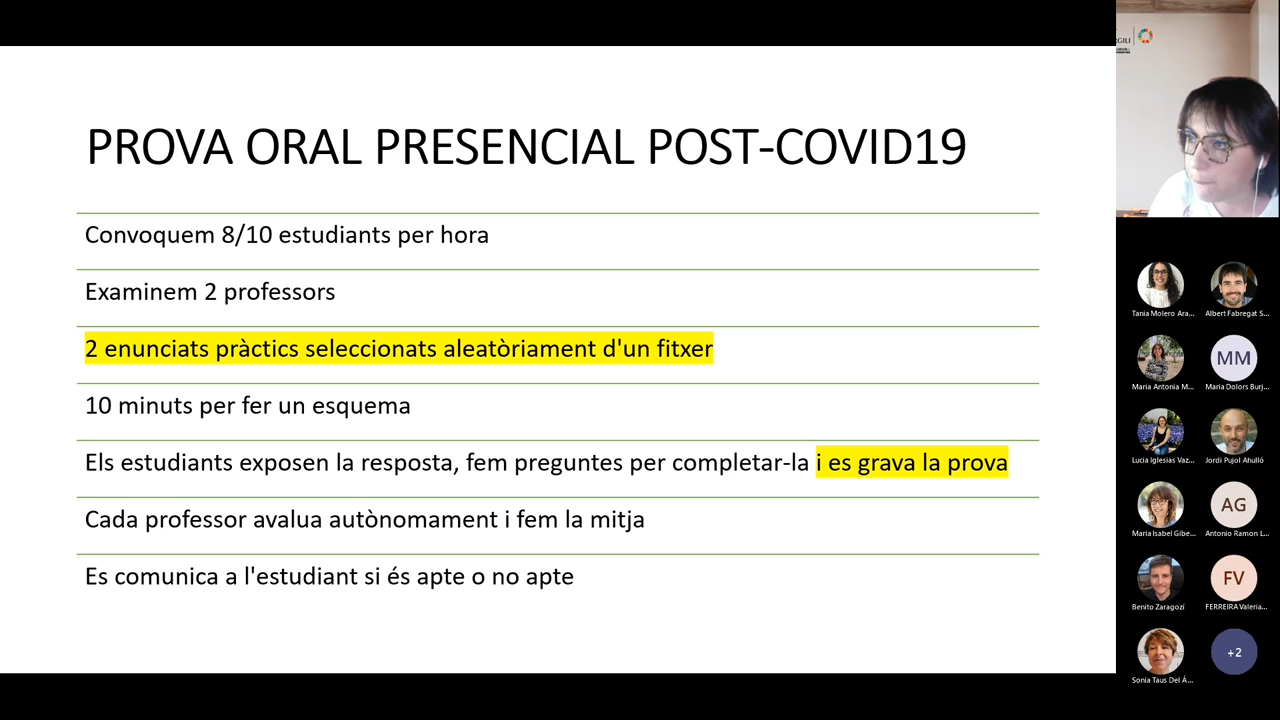 PROVA ORAL PRESENCIAL POST-COVID19
Convoquem 8/10 estudiants per hora
Examinem 2 professors
2 enunciats pràctics seleccionats aleatòriament d'un fitxer
10 minuts per fer un esquema
Els estudiants exposen la resposta, fem preguntes per completar-la i es grava la prova
Cada professor avalua autònomament i fem la mitja
Es comunica a l'estudiant si és apte o no apte
Tania Molero Ara...
Albert Fabregat S...
Maria Antonia M...
MM
Maria Dolors Burj...
Lucia Iglesias Vaz...
Jordi Pujol Ahulló
Maria Isabel Gibe...
AG
Antonio Ramon L...
Benito Zaragozí
FV
FERREIRA Valeria...
Sonia Taus Del Á...
+2